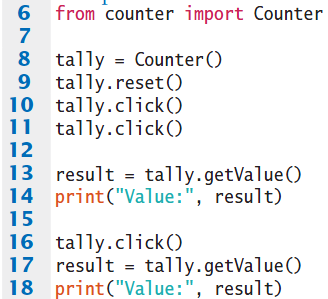 6 from counter import Counter
7
8 tally = Counter()
9 tally.reset()
10 tally.click()
11 tally.click()
12
13 result = tally.getValue()
14 print("Value:", result)
15
16 tally.click()
17 result = tally.getValue()
18 print("Value:", result)